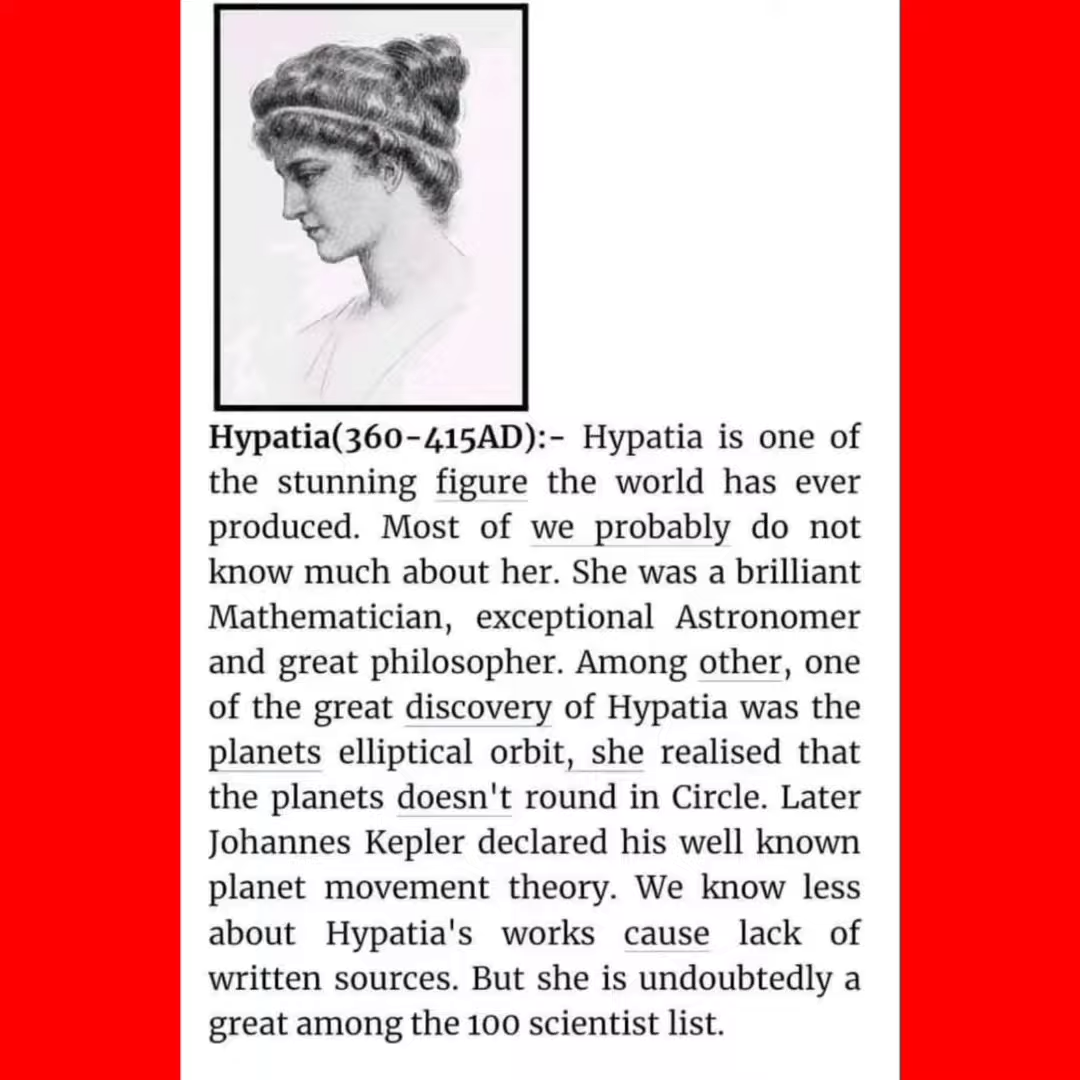 Hypatia(360-415AD):- Hypatia is one of
the stunning figure the world has ever
produced. Most of we probably do not
know much about her. She was a brilliant
Mathematician, exceptional Astronomer
and great philosopher. Among other, one
of the great discovery of Hypatia was the
planets elliptical orbit, she realised that
the planets doesn't round in Circle. Later
Johannes Kepler declared his well known
planet movement theory. We know less
about Hypatia's works cause lack of
written sources. But she is undoubtedly a
great among the 100 scientist list.